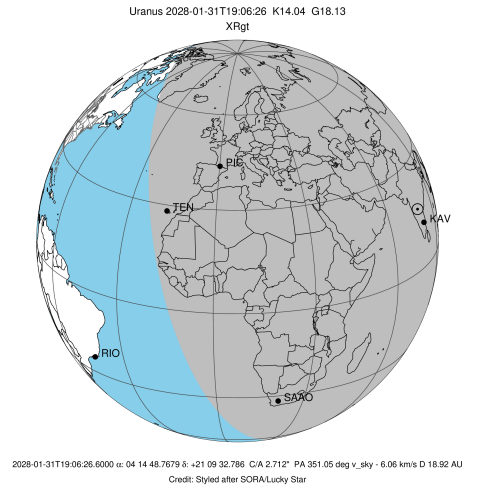 Uranus 2028-01-31T19:06:26 K14.04 G18.13
XRgt
PIC
TEN
KAV
RIO
SAAO
2028-01-31T19:06:26.6000 α: 04 14 48.7679 δ: +21 09 32.786 C/A 2.712" PA 351.05 deg v_sky - 6.06 km/s D 18.92 AU
Credit: Styled after SORA/Lucky Star